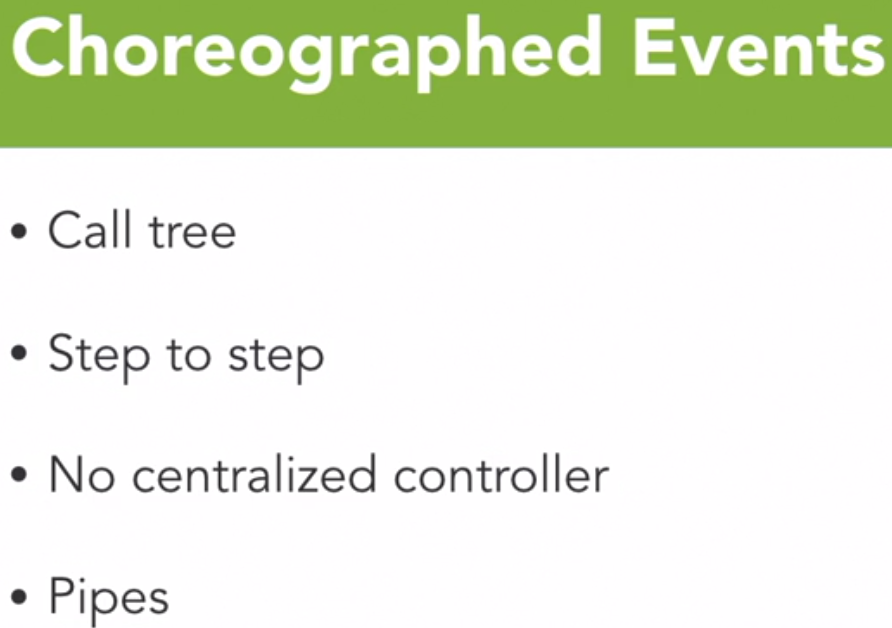 Choreographed Events
• Call tree
• Step to step
• No centralized controller
• Pipes